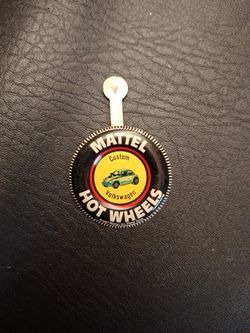 MATTEL
Custom
Volkswagen
HOT WHEELS